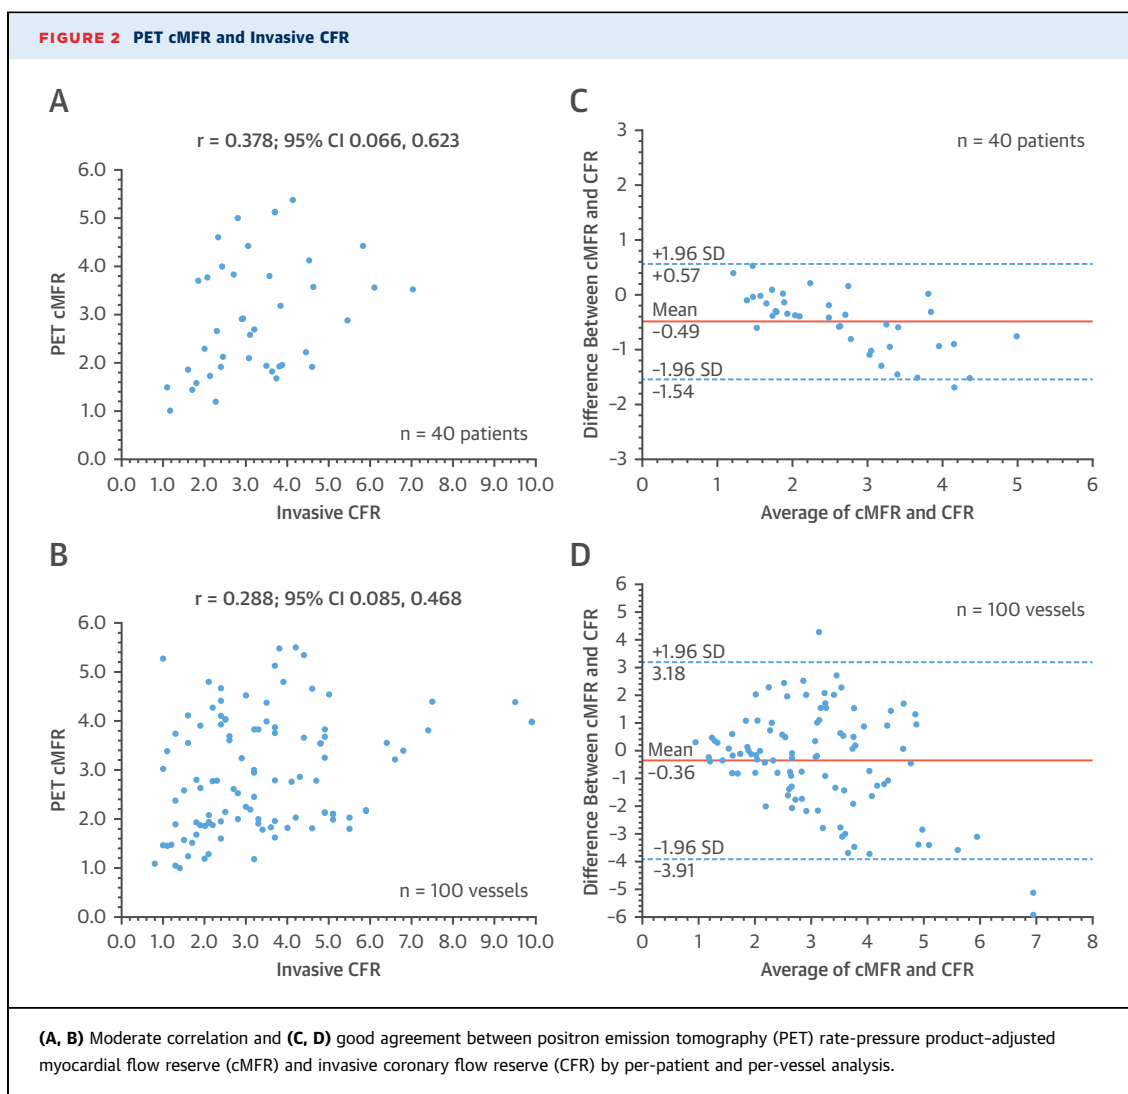 FIGURE 2 PET cMFR and Invasive CFR
A
r = 0.378; 95% CI 0.066, 0.623
PET cMFR
6.0
5.0
4.0
3.0
2.0
1.0
0.0
n = 40 patients
0.0 1.0 2.0 3.0 4.0 5.0 6.0 7.0 8.0 9.0 10.0
Invasive CFR
C
n = 40 patients
Difference Between cMFR and CFR
3
2
1
0
−1
−2
−3
+1.96 SD
+0.57
Mean
−0.49
−1.96 SD
−1.54
0 1 2 3 4 5 6
Average of cMFR and CFR
B
r = 0.288; 95% CI 0.085, 0.468
PET cMFR
6.0
5.0
4.0
3.0
2.0
1.0
0.0
n = 100 vessels
0.0 1.0 2.0 3.0 4.0 5.0 6.0 7.0 8.0 9.0 10.0
Invasive CFR
D
n = 100 vessels
Difference Between cMFR and CFR
6
5
4
3
2
1
0
−1
−2
−3
−4
−5
−6
+1.96 SD
3.18
Mean
−0.36
−1.96 SD
−3.91
0 1 2 3 4 5 6 7 8
Average of cMFR and CFR
(A, B) Moderate correlation and (C, D) good agreement between positron emission tomography (PET) rate-pressure product–adjusted
myocardial flow reserve (cMFR) and invasive coronary flow reserve (CFR) by per-patient and per-vessel analysis.